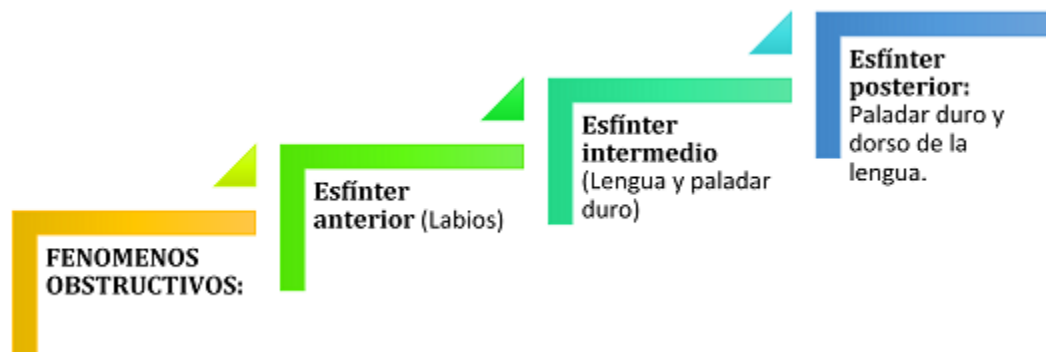 FENOMENOS
OBSTRUCTIVOS:
Esfínter
anterior (Labios)
Esfínter
intermedio
(Lengua y paladar
duro)
Esfínter
posterior:
Paladar duro y
dorso de la
lengua.